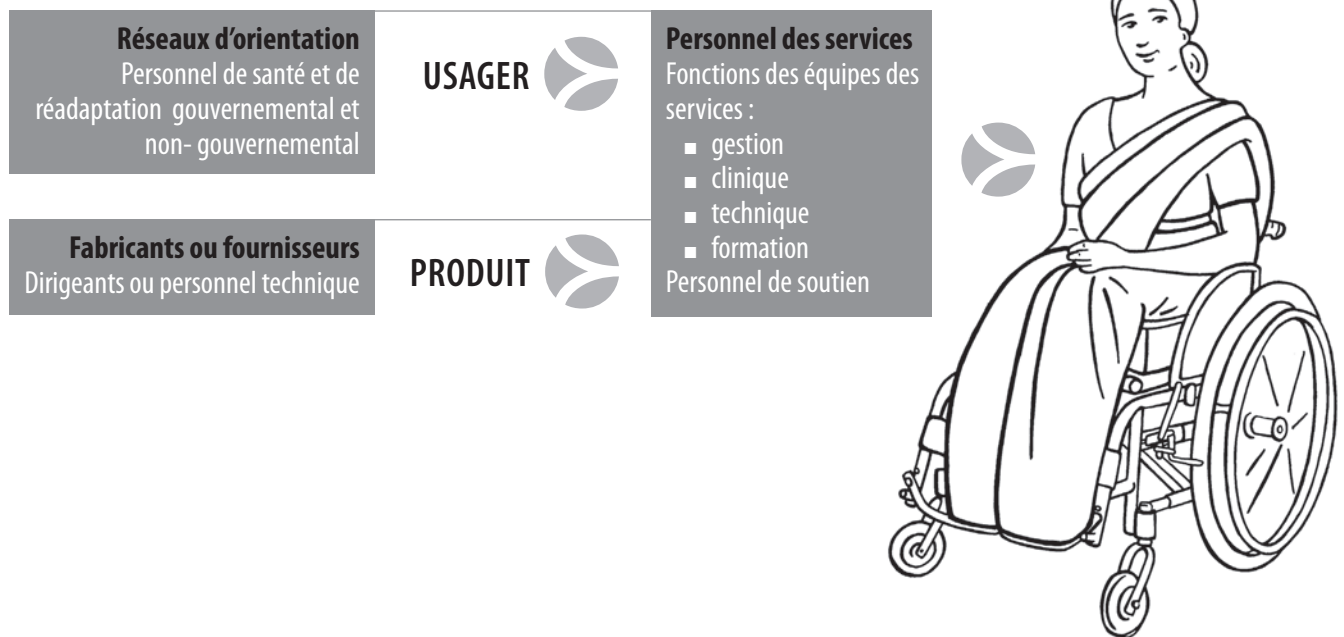 Réseaux d'orientation
Personnel de santé et de
réadaptation gouvernemental et
non- gouvernemental
USAGER
Fabricants ou fournisseurs
Dirigeants ou personnel technique
PRODUIT
Personnel des services
Fonctions des équipes des
services :
■ gestion
■ clinique
■ technique
■ formation
Personnel de soutien